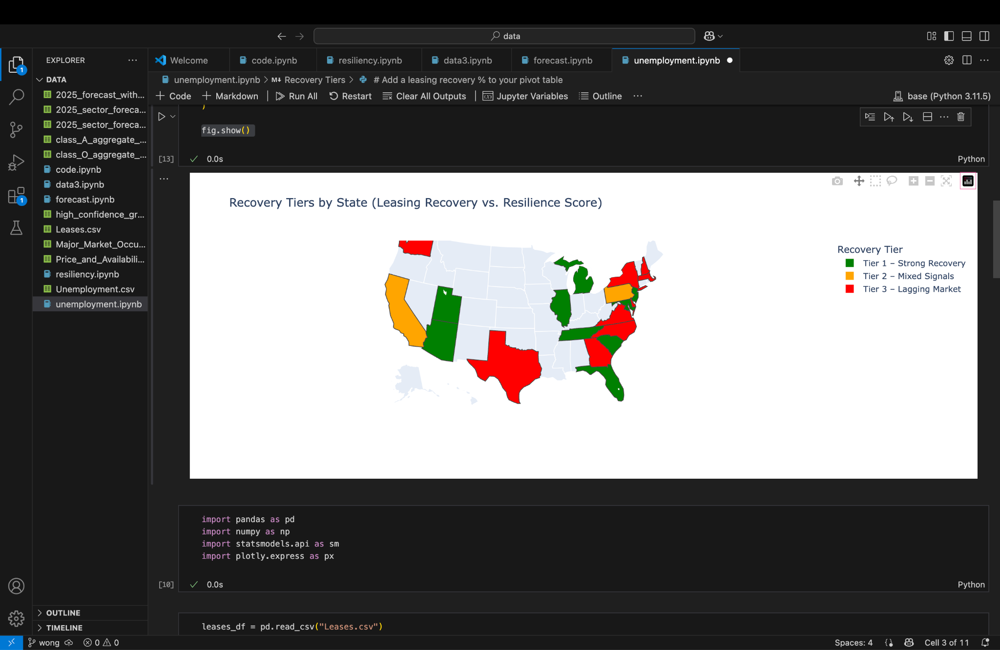 data
EXPLORER
Welcome
code.ipynb
resiliency.ipynb
data3.ipynb
forecast.ipynb
unemployment.ipynb
1
DATA
2025_forecast_with...
2025_sector_foreca...
2025_sector_foreca...
class_A_aggregate_...
class_O_aggregate_...
code.ipynb
data3.ipynb
forecast.ipynb
high_confidence_gr...
Leases.csv
Major_Market_Occu...
Price_and_Availabili...
resiliency.ipynb
Unemployment.csv
unemployment.ipynb
1
OUTLINE
TIMELINE
unemployment.ipynb > M↓ Recovery Tiers > # Add a leasing recovery % to your pivot table
+ Code + Markdown | Run All Restart Clear All Outputs | Jupyter Variables Outline ...
base (Python 3.11.5)
)
fig.show()
[13] ✓ 0.0s
Python
Recovery Tiers by State (Leasing Recovery vs. Resilience Score)
Recovery Tier
Tier 1 – Strong Recovery
Tier 2 – Mixed Signals
Tier 3 – Lagging Market
import pandas as pd
import numpy as np
import statsmodels.api as sm
import plotly.express as px
[10] ✓ 0.0s
Python
leases_df = pd.read_csv("Leases.csv")
wong
0 0
Spaces: 4
Cell 3 of 11